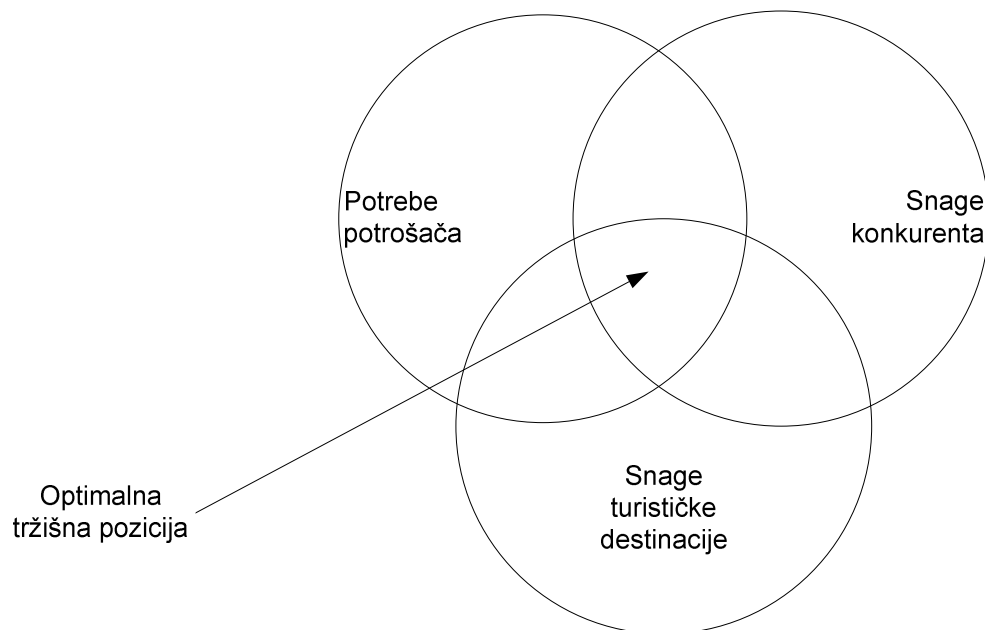 Potrebe
potrošača
Snage
konkurenta
Snage
turističke
destinacije
Optimalna
tržišna pozicija